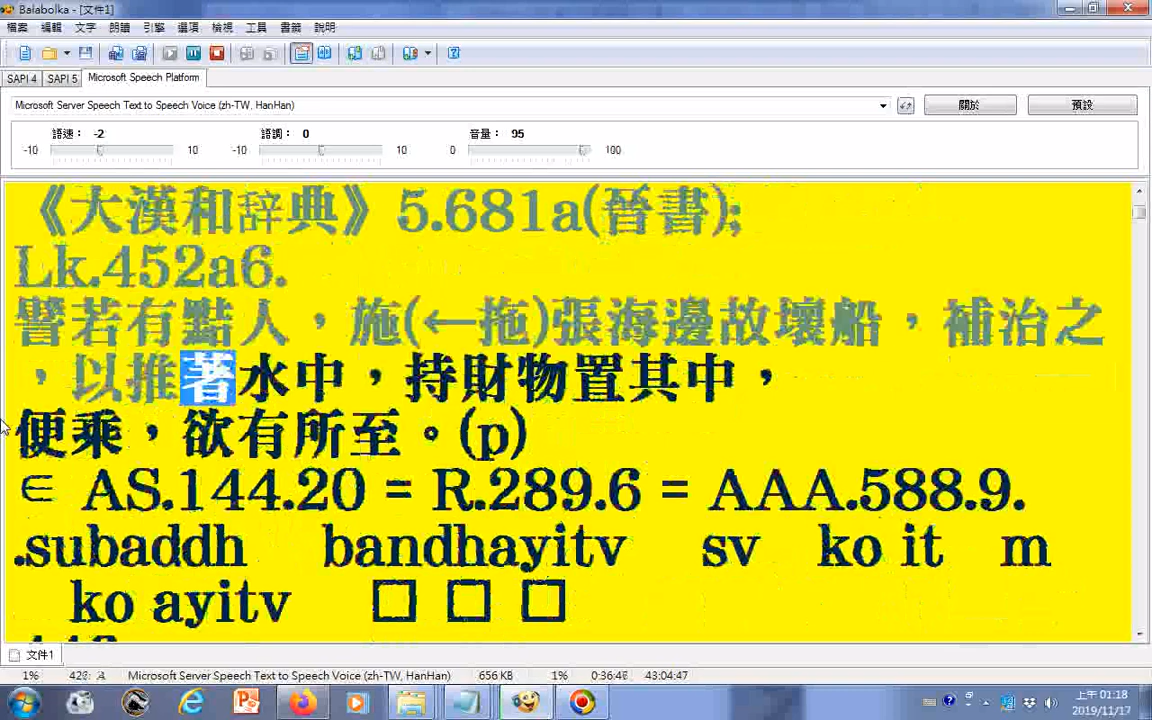 Balabolka - [文件1]
檔案 編輯 文字 朗讀 引擎 選項 檢視 工具 書籤 說明
SAPI 4 SAPI 5 Microsoft Speech Platform
Microsoft Server Speech Text to Speech Voice (zh-TW, HanHan) 關於 預設
語速： -2 語調： 0 音量： 95
-10 10 -10 10 0 100
《大漢和辞典》5.681a(晉書);
Lk.452a6.
譬若有黠人，施(←拖)張海邊故壞船，補治之
，以推著水中，持財物置其中，
便乘，欲有所至。(p)
∈ AS.144.20 = R.289.6 = AAA.588.9.
.subaddh bandhayitv sv ko it m
ko ayitv □ □ □
文件1
1% Microsoft Server Speech Text to Speech Voice (zh-TW, HanHan) 656 KB 1% 0:36:46 43:04:47
上午 01:18
2019/11/17